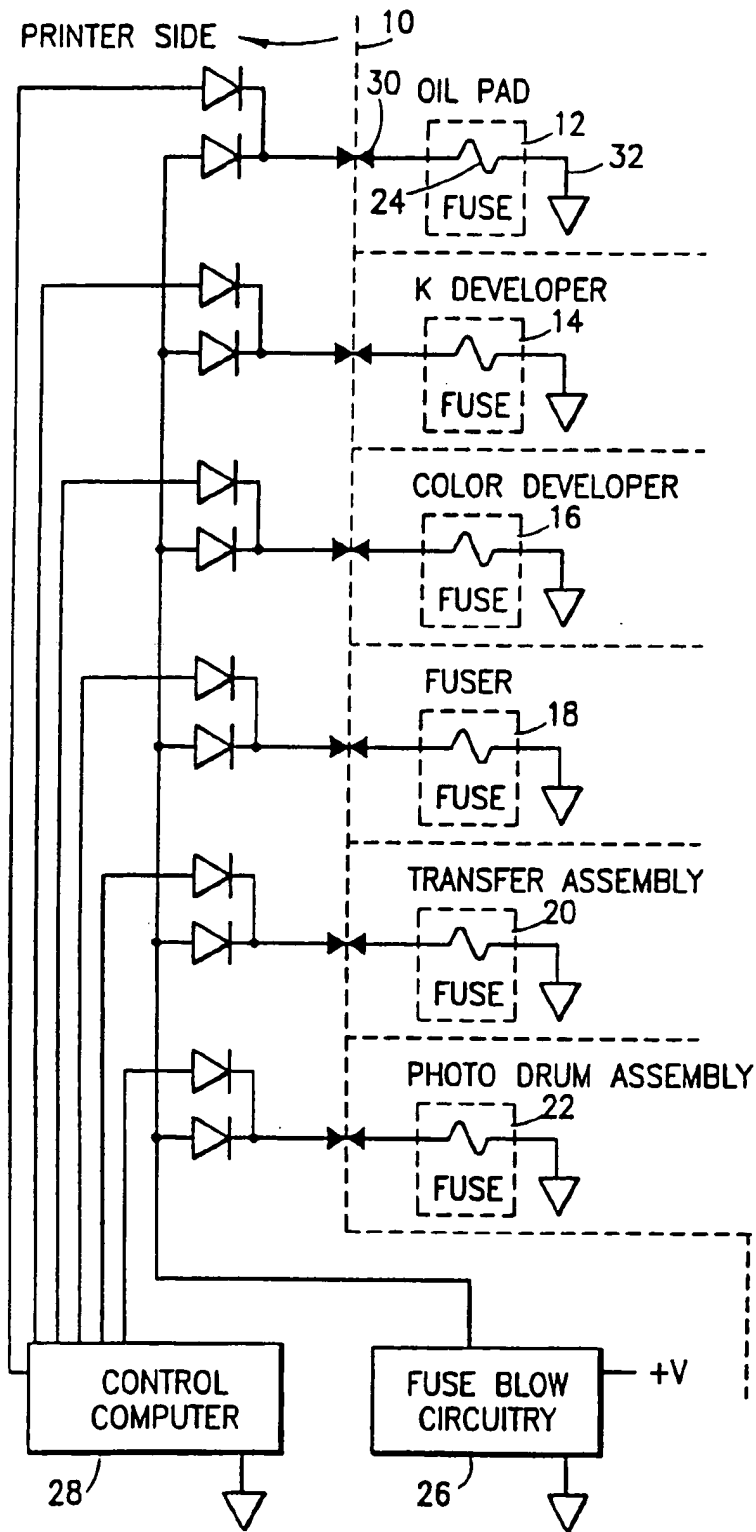 PRINTER SIDE
10
30
OIL PAD
12
32
24
FUSE
K DEVELOPER
14
FUSE
COLOR DEVELOPER
16
FUSE
FUSER
18
FUSE
TRANSFER ASSEMBLY
20
FUSE
PHOTO DRUM ASSEMBLY
22
FUSE
CONTROL
COMPUTER
28
FUSE BLOW
CIRCUITRY
+V
26